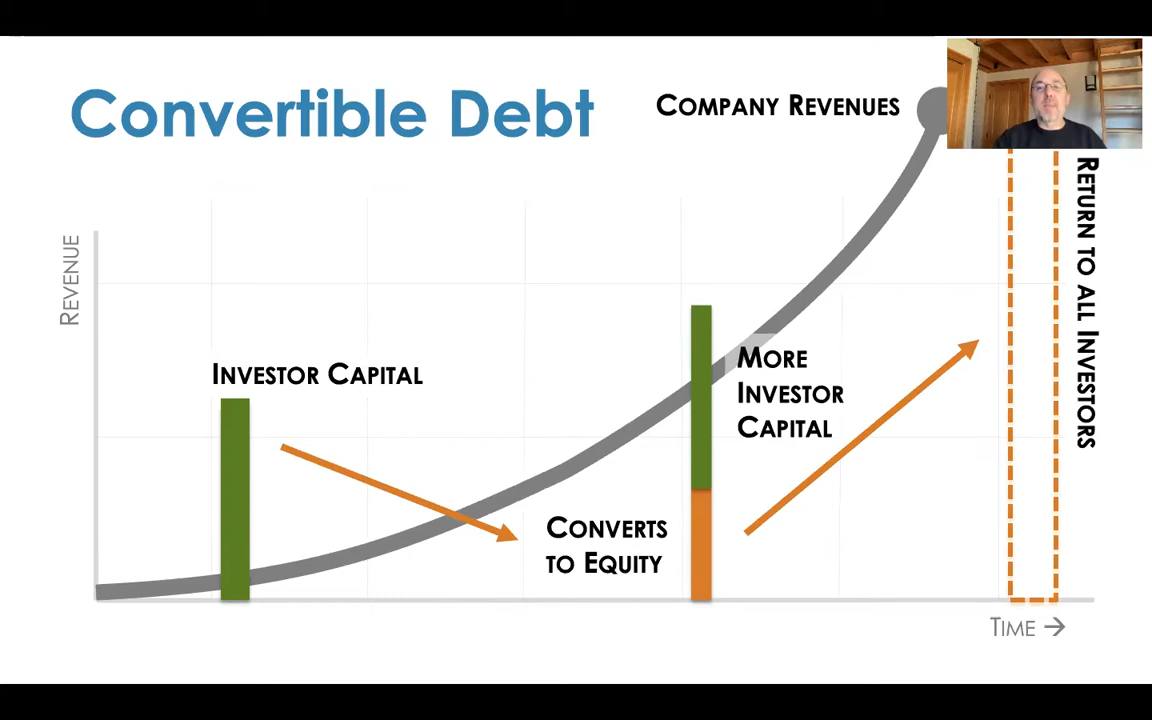 Convertible Debt
COMPANY REVENUES
RETURN TO ALL INVESTORS
REVENUE
INVESTOR CAPITAL
MORE
INVESTOR
CAPITAL
CONVERTS
TO EQUITY
TIME →